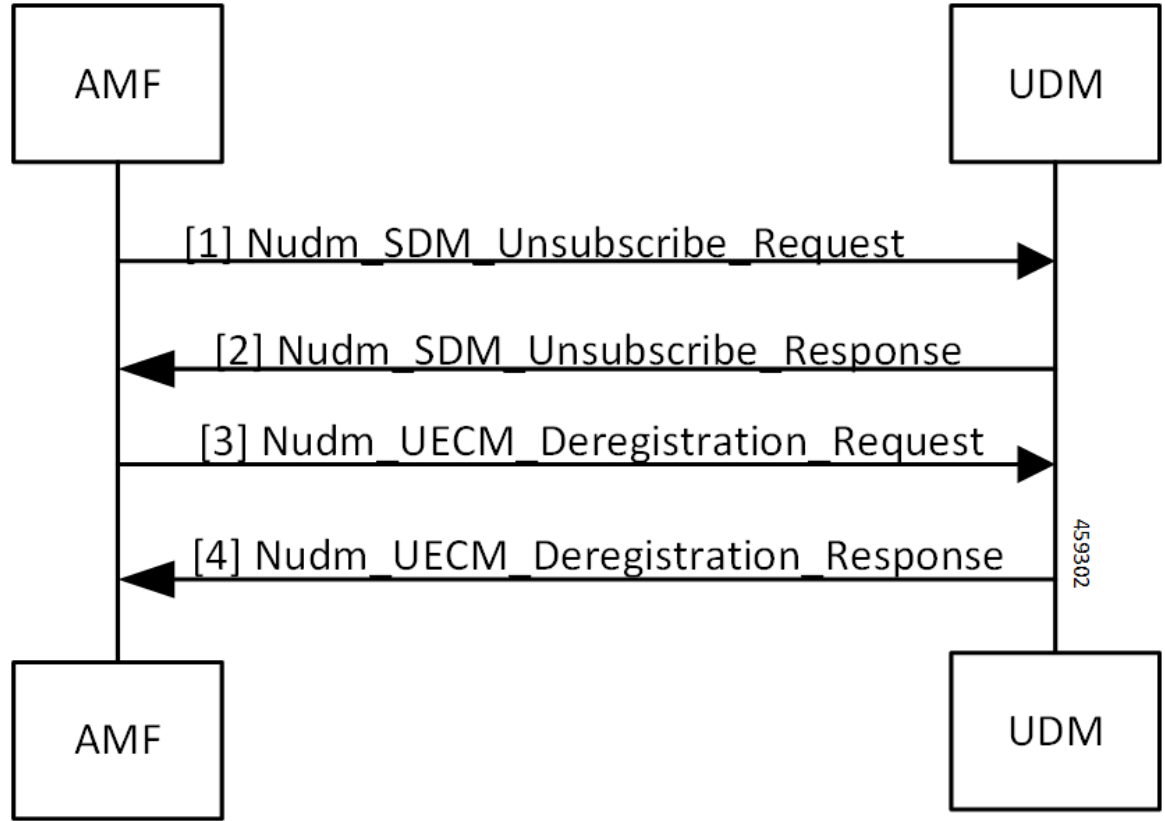 AMF
UDM
[1] Nudm_SDM_Unsubscribe_Request
[2] Nudm_SDM_Unsubscribe_Response
[3] Nudm_UECM_Deregistration_Request
[4] Nudm_UECM_Deregistration_Response
459302
AMF
UDM